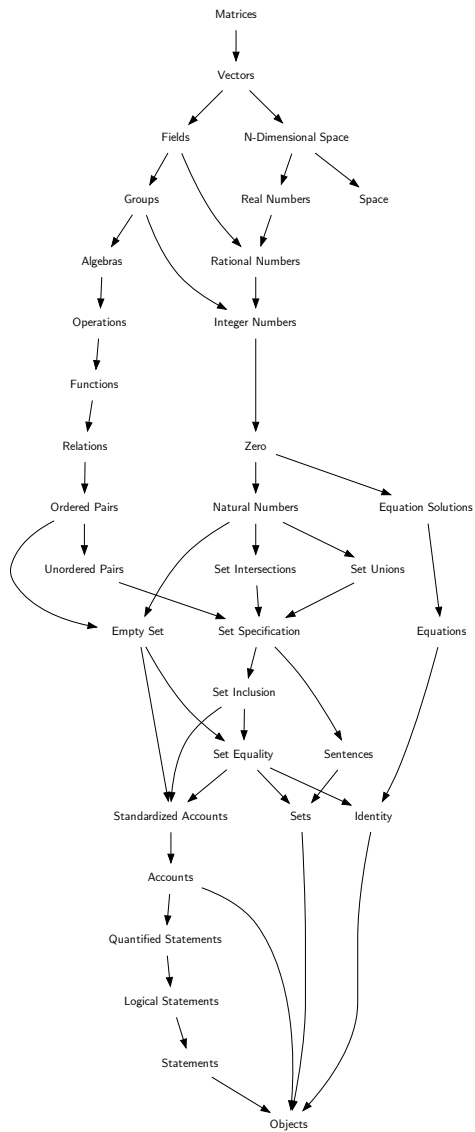 Matrices
Vectors
Fields
N-Dimensional Space
Groups
Real Numbers
Space
Algebras
Rational Numbers
Operations
Integer Numbers
Functions
Relations
Zero
Ordered Pairs
Natural Numbers
Equation Solutions
Unordered Pairs
Set Intersections
Set Unions
Empty Set
Set Specification
Equations
Set Inclusion
Set Equality
Sentences
Standardized Accounts
Sets
Identity
Accounts
Quantified Statements
Logical Statements
Statements
Objects